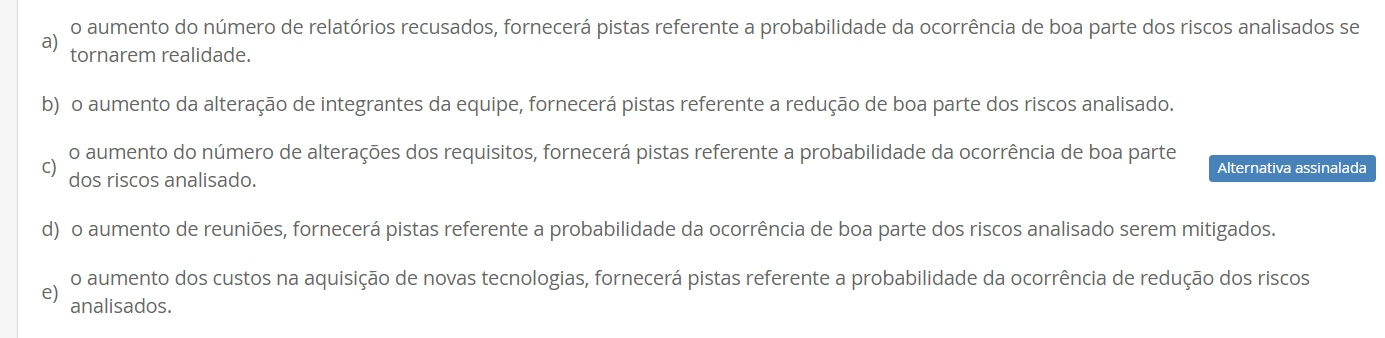 a) o aumento do número de relatórios recusados, fornecerá pistas referente a probabilidade da ocorrência de boa parte dos riscos analisados se
tornarem realidade.
b) o aumento da alteração de integrantes da equipe, fornecerá pistas referente a redução de boa parte dos riscos analisado.
c) o aumento do número de alterações dos requisitos, fornecerá pistas referente a probabilidade da ocorrência de boa parte
dos riscos analisado.
Alternativa assinalada
d) o aumento de reuniões, fornecerá pistas referente a probabilidade da ocorrência de boa parte dos riscos analisado serem mitigados.
e) o aumento dos custos na aquisição de novas tecnologias, fornecerá pistas referente a probabilidade da ocorrência de redução dos riscos
analisados.